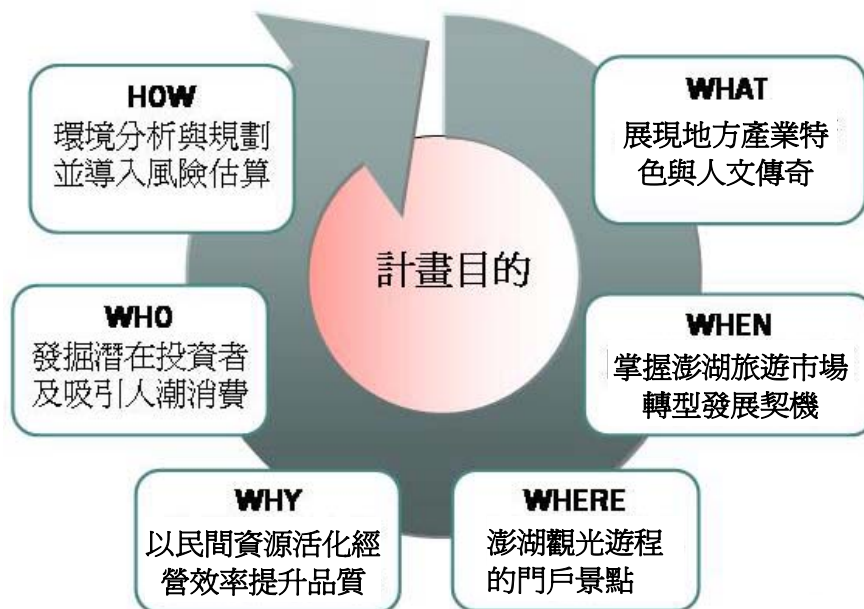 計畫目的
WHAT
展現地方產業特
色與人文傳奇
WHEN
掌握澎湖旅遊市場
轉型發展契機
WHERE
澎湖觀光遊程
的門戶景點
WHY
以民間資源活化經
營效率提升品質
WHO
發掘潛在投資者
及吸引人潮消費
HOW
環境分析與規劃
並導入風險估算